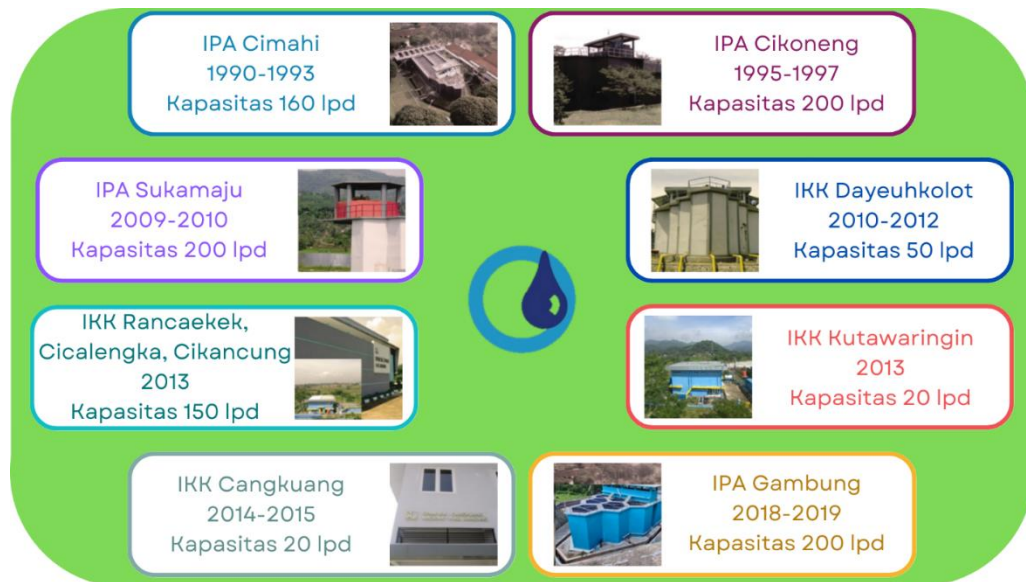 IPA Cimahi
1990-1993
Kapasitas 160 lpd
IPA Cikoneng
1995-1997
Kapasitas 200 lpd
IPA Sukamaju
2009-2010
Kapasitas 200 lpd
IKK Dayeuhkolot
2010-2012
Kapasitas 50 lpd
IKK Rancaekek,
Cicalengka, Cikancung
2013
Kapasitas 150 lpd
IKK Kutawaringin
2013
Kapasitas 20 lpd
IKK Cangkuang
2014-2015
Kapasitas 20 lpd
IPA Gambung
2018-2019
Kapasitas 200 lpd